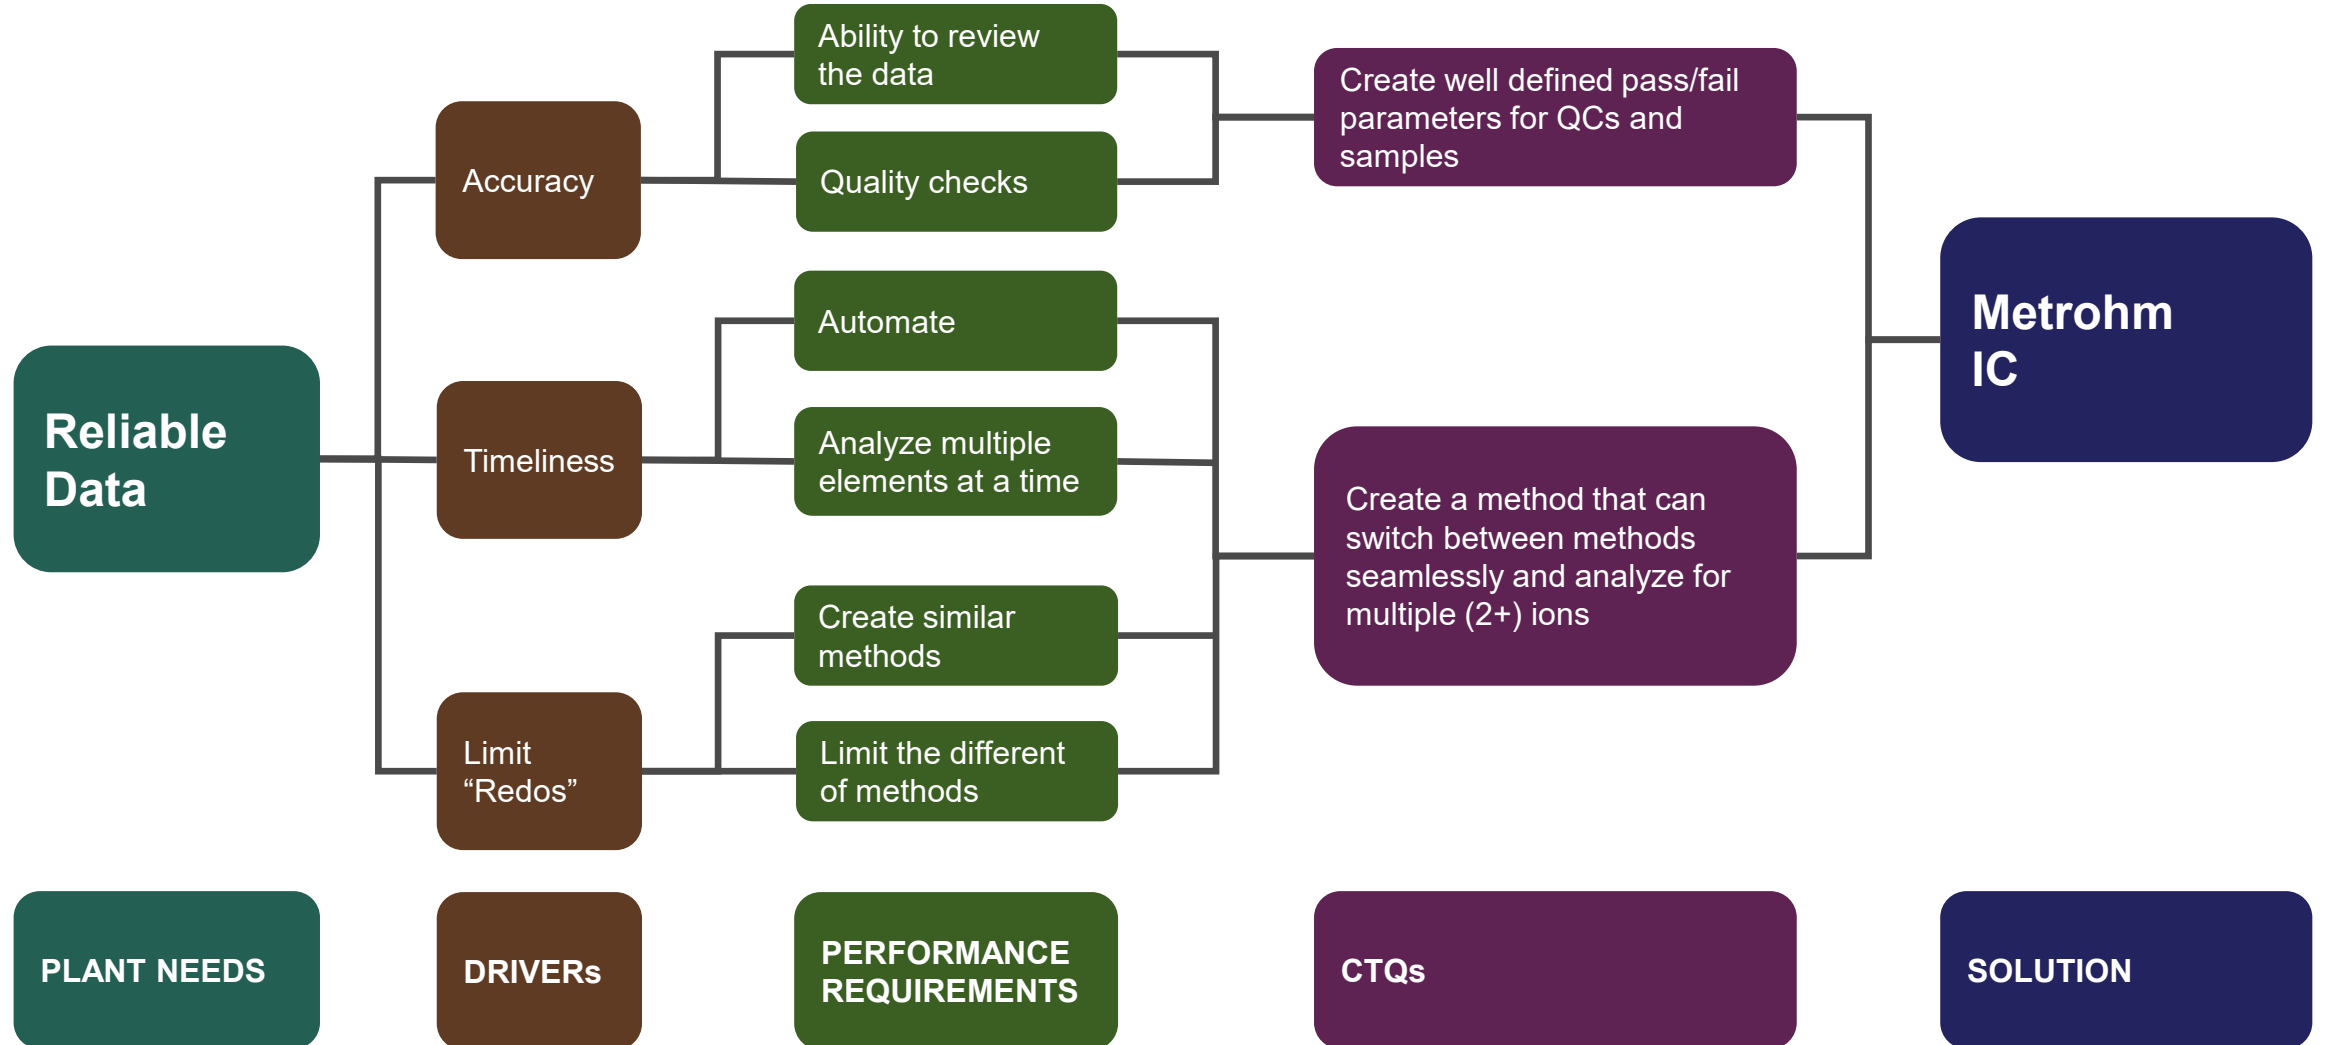 Reliable
Data
Accuracy
Timeliness
Limit
“Redos”
Ability to review
the data
Quality checks
Automate
Analyze multiple
elements at a time
Create similar
methods
Limit the different
of methods
Create well defined pass/fail
parameters for QCs and
samples
Create a method that can
switch between methods
seamlessly and analyze for
multiple (2+) ions
Metrohm
IC
PLANT NEEDS
DRIVERs
PERFORMANCE
REQUIREMENTS
CTQs
SOLUTION